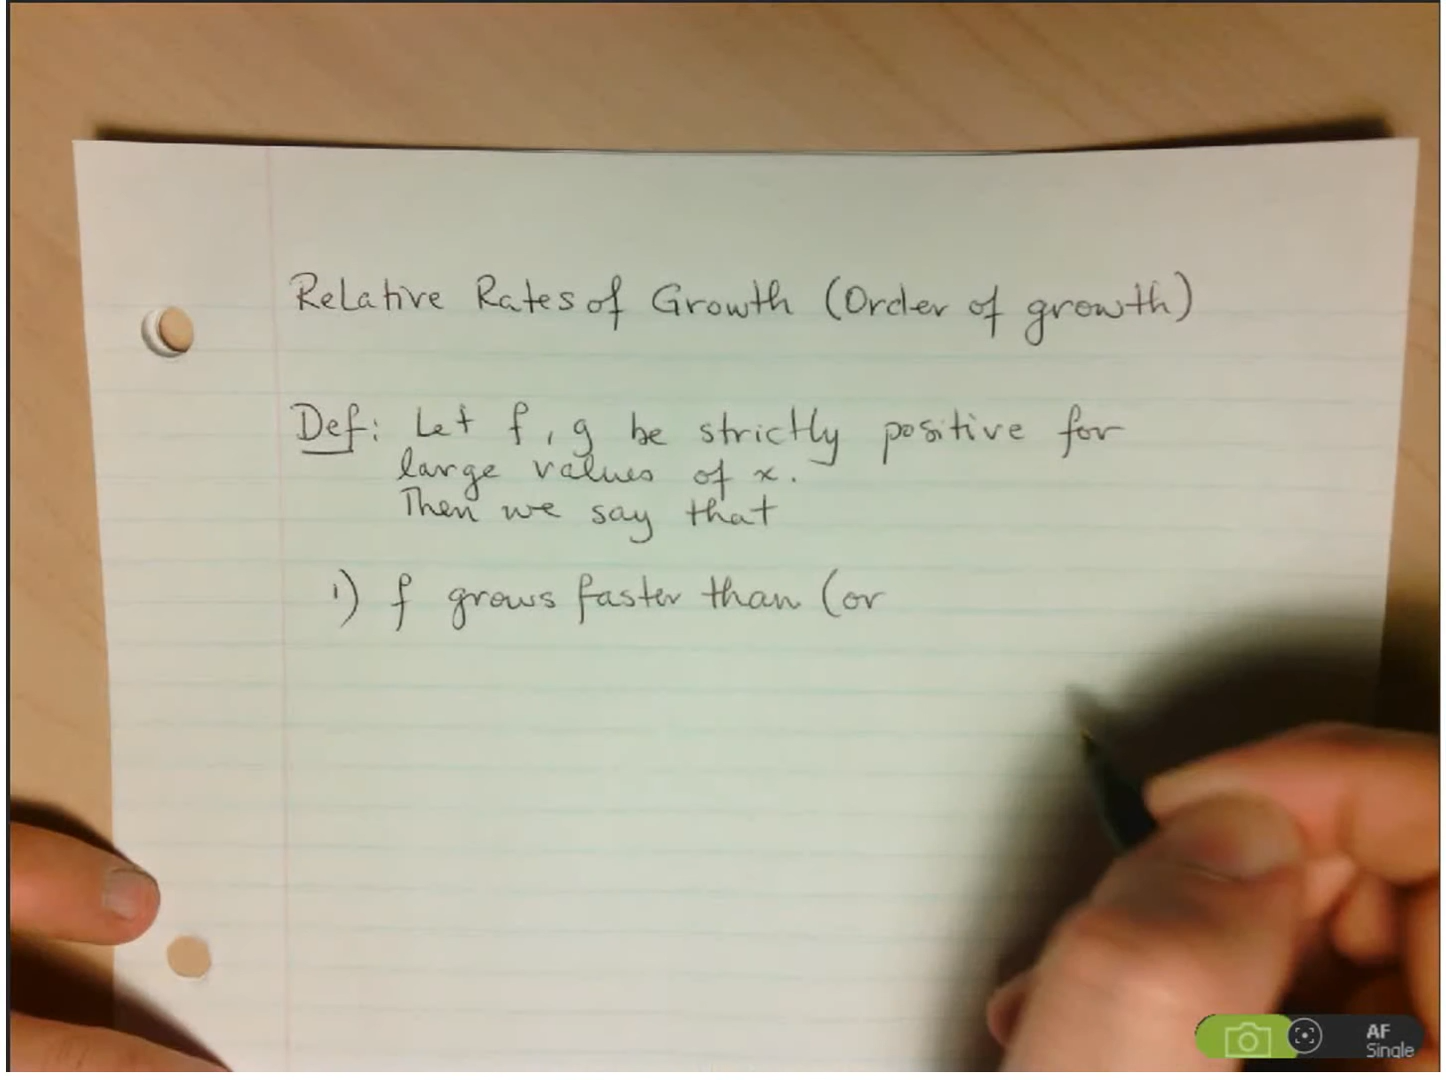 Relative Rates of Growth (Order of growth)
Def: Let f, g be strictly positive for
large values of x.
Then we say that
1) f grows faster than (or
AF
Single